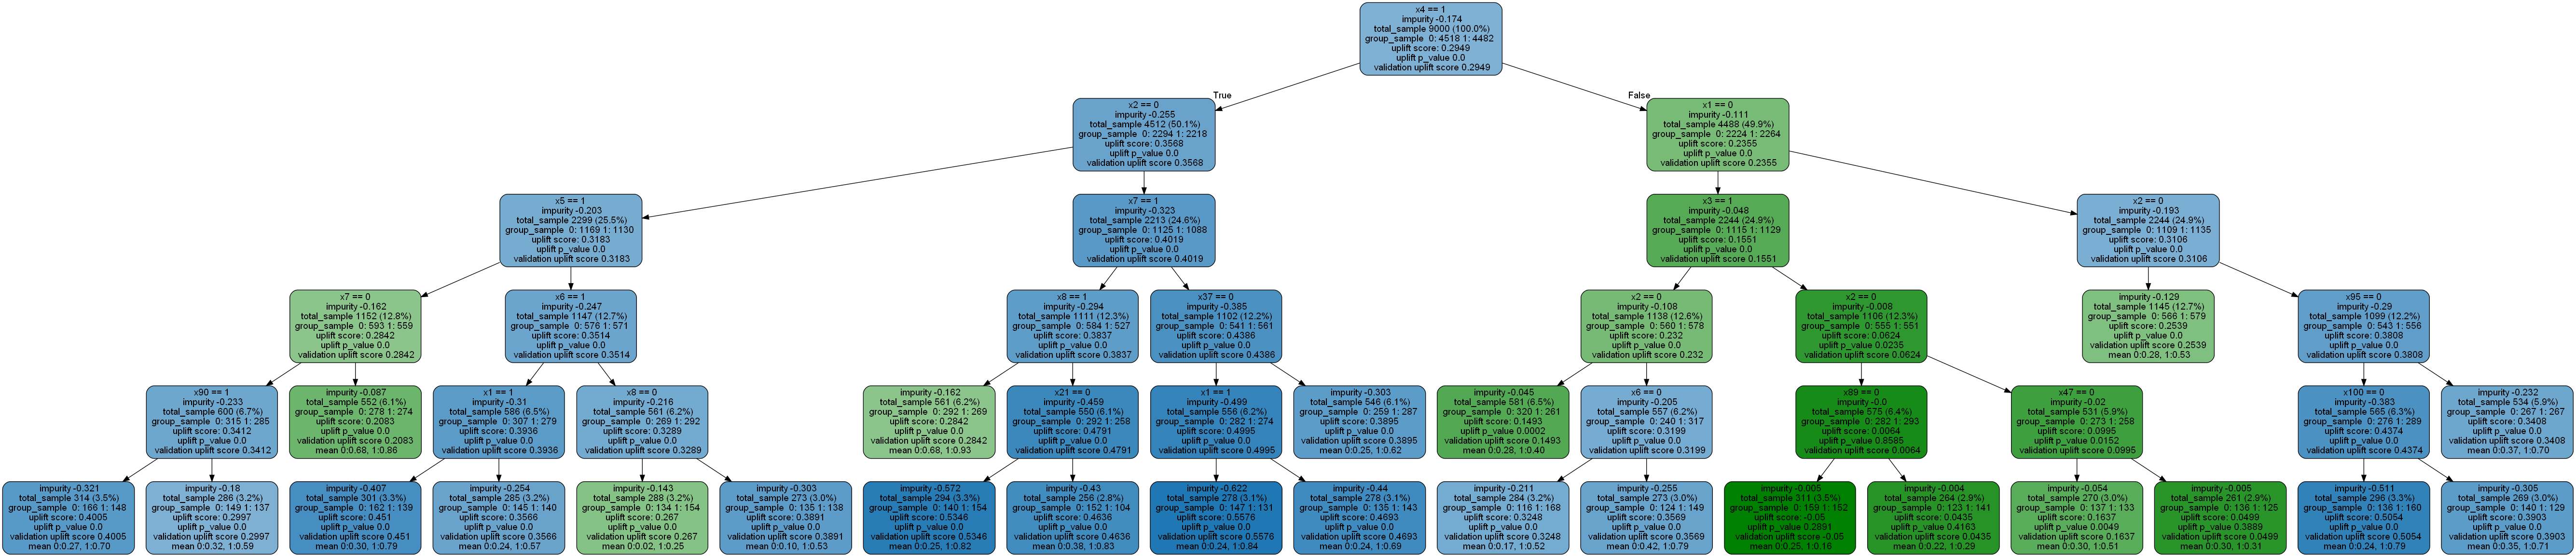 x4 == 1
impurity -0.174
total_sample 9000 (100.0%)
group_sample 0: 4518 1: 4482
uplift score: 0.2949
uplift p_value 0.0
validation uplift score 0.2949
True
False
x2 == 0
impurity -0.255
total_sample 4512 (50.1%)
group_sample 0: 2294 1: 2218
uplift score: 0.3568
uplift p_value 0.0
validation uplift score 0.3568
x1 == 0
impurity -0.111
total_sample 4488 (49.9%)
group_sample 0: 2224 1: 2264
uplift score: 0.2355
uplift p_value 0.0
validation uplift score 0.2355
x5 == 1
impurity -0.203
total_sample 2299 (25.5%)
group_sample 0: 1169 1: 1130
uplift score: 0.3183
uplift p_value 0.0
validation uplift score 0.3183
x7 == 1
impurity -0.323
total_sample 2213 (24.6%)
group_sample 0: 1125 1: 1088
uplift score: 0.4019
uplift p_value 0.0
validation uplift score 0.4019
x3 == 1
impurity -0.048
total_sample 2244 (24.9%)
group_sample 0: 1115 1: 1129
uplift score: 0.1551
uplift p_value 0.0
validation uplift score 0.1551
x2 == 0
impurity -0.193
total_sample 2244 (24.9%)
group_sample 0: 1109 1: 1135
uplift score: 0.3106
uplift p_value 0.0
validation uplift score 0.3106
x7 == 0
impurity -0.162
total_sample 1152 (12.8%)
group_sample 0: 593 1: 559
uplift score: 0.2842
uplift p_value 0.0
validation uplift score 0.2842
x6 == 1
impurity -0.247
total_sample 1147 (12.7%)
group_sample 0: 576 1: 571
uplift score: 0.3514
uplift p_value 0.0
validation uplift score 0.3514
x8 == 1
impurity -0.294
total_sample 1111 (12.3%)
group_sample 0: 584 1: 527
uplift score: 0.3837
uplift p_value 0.0
validation uplift score 0.3837
x37 == 0
impurity -0.385
total_sample 1102 (12.2%)
group_sample 0: 541 1: 561
uplift score: 0.4386
uplift p_value 0.0
validation uplift score 0.4386
x2 == 0
impurity -0.108
total_sample 1138 (12.6%)
group_sample 0: 560 1: 578
uplift score: 0.232
uplift p_value 0.0
validation uplift score 0.232
x2 == 0
impurity -0.008
total_sample 1106 (12.3%)
group_sample 0: 555 1: 551
uplift score: 0.0624
uplift p_value 0.0235
validation uplift score 0.0624
impurity -0.129
total_sample 1145 (12.7%)
group_sample 0: 566 1: 579
uplift score: 0.2539
uplift p_value 0.0
validation uplift score 0.2539
mean 0:0.28, 1:0.53
x95 == 0
impurity -0.29
total_sample 1099 (12.2%)
group_sample 0: 543 1: 556
uplift score: 0.3808
uplift p_value 0.0
validation uplift score 0.3808
x90 == 1
impurity -0.233
total_sample 600 (6.7%)
group_sample 0: 315 1: 285
uplift score: 0.3412
uplift p_value 0.0
validation uplift score 0.3412
impurity -0.087
total_sample 552 (6.1%)
group_sample 0: 278 1: 274
uplift score: 0.2083
uplift p_value 0.0
validation uplift score 0.2083
mean 0:0.68, 1:0.86
x1 == 1
impurity -0.31
total_sample 586 (6.5%)
group_sample 0: 307 1: 279
uplift score: 0.3936
uplift p_value 0.0
validation uplift score 0.3936
x8 == 0
impurity -0.216
total_sample 561 (6.2%)
group_sample 0: 269 1: 292
uplift score: 0.3289
uplift p_value 0.0
validation uplift score 0.3289
impurity -0.162
total_sample 561 (6.2%)
group_sample 0: 292 1: 269
uplift score: 0.2842
uplift p_value 0.0
validation uplift score 0.2842
mean 0:0.68, 1:0.93
x21 == 0
impurity -0.459
total_sample 550 (6.1%)
group_sample 0: 292 1: 258
uplift score: 0.4791
uplift p_value 0.0
validation uplift score 0.4791
x1 == 1
impurity -0.499
total_sample 556 (6.2%)
group_sample 0: 282 1: 274
uplift score: 0.4995
uplift p_value 0.0
validation uplift score 0.4995
impurity -0.303
total_sample 546 (6.1%)
group_sample 0: 259 1: 287
uplift score: 0.3895
uplift p_value 0.0
validation uplift score 0.3895
mean 0:0.25, 1:0.62
impurity -0.045
total_sample 581 (6.5%)
group_sample 0: 320 1: 261
uplift score: 0.1493
uplift p_value 0.0002
validation uplift score 0.1493
mean 0:0.28, 1:0.40
x6 == 0
impurity -0.205
total_sample 557 (6.2%)
group_sample 0: 240 1: 317
uplift score: 0.3199
uplift p_value 0.0
validation uplift score 0.3199
x89 == 0
impurity -0.0
total_sample 575 (6.4%)
group_sample 0: 282 1: 293
uplift score: 0.0064
uplift p_value 0.8585
validation uplift score 0.0064
x47 == 0
impurity -0.02
total_sample 531 (5.9%)
group_sample 0: 273 1: 258
uplift score: 0.0995
uplift p_value 0.0152
validation uplift score 0.0995
x100 == 0
impurity -0.383
total_sample 565 (6.3%)
group_sample 0: 276 1: 289
uplift score: 0.4374
uplift p_value 0.0
validation uplift score 0.4374
impurity -0.232
total_sample 534 (5.9%)
group_sample 0: 267 1: 267
uplift score: 0.3408
uplift p_value 0.0
validation uplift score 0.3408
mean 0:0.37, 1:0.70
impurity -0.321
total_sample 314 (3.5%)
group_sample 0: 166 1: 148
uplift score: 0.4005
uplift p_value 0.0
validation uplift score 0.4005
mean 0:0.27, 1:0.70
impurity -0.18
total_sample 286 (3.2%)
group_sample 0: 149 1: 137
uplift score: 0.2997
uplift p_value 0.0
validation uplift score 0.2997
mean 0:0.32, 1:0.59
impurity -0.407
total_sample 301 (3.3%)
group_sample 0: 162 1: 139
uplift score: 0.451
uplift p_value 0.0
validation uplift score 0.451
mean 0:0.30, 1:0.79
impurity -0.254
total_sample 285 (3.2%)
group_sample 0: 145 1: 140
uplift score: 0.3566
uplift p_value 0.0
validation uplift score 0.3566
mean 0:0.24, 1:0.57
impurity -0.143
total_sample 288 (3.2%)
group_sample 0: 134 1: 154
uplift score: 0.267
uplift p_value 0.0
validation uplift score 0.267
mean 0:0.02, 1:0.25
impurity -0.303
total_sample 273 (3.0%)
group_sample 0: 135 1: 138
uplift score: 0.3891
uplift p_value 0.0
validation uplift score 0.3891
mean 0:0.10, 1:0.53
impurity -0.572
total_sample 294 (3.3%)
group_sample 0: 140 1: 154
uplift score: 0.5346
uplift p_value 0.0
validation uplift score 0.5346
mean 0:0.25, 1:0.82
impurity -0.43
total_sample 256 (2.8%)
group_sample 0: 152 1: 104
uplift score: 0.4636
uplift p_value 0.0
validation uplift score 0.4636
mean 0:0.38, 1:0.83
impurity -0.622
total_sample 278 (3.1%)
group_sample 0: 147 1: 131
uplift score: 0.5576
uplift p_value 0.0
validation uplift score 0.5576
mean 0:0.24, 1:0.84
impurity -0.44
total_sample 278 (3.1%)
group_sample 0: 135 1: 143
uplift score: 0.4693
uplift p_value 0.0
validation uplift score 0.4693
mean 0:0.24, 1:0.69
impurity -0.211
total_sample 284 (3.2%)
group_sample 0: 116 1: 168
uplift score: 0.3248
uplift p_value 0.0
validation uplift score 0.3248
mean 0:0.17, 1:0.52
impurity -0.255
total_sample 273 (3.0%)
group_sample 0: 124 1: 149
uplift score: 0.3569
uplift p_value 0.0
validation uplift score 0.3569
mean 0:0.42, 1:0.79
impurity -0.005
total_sample 311 (3.5%)
group_sample 0: 159 1: 152
uplift score: -0.05
uplift p_value 0.2891
validation uplift score -0.05
mean 0:0.25, 1:0.16
impurity -0.004
total_sample 264 (2.9%)
group_sample 0: 123 1: 141
uplift score: 0.0435
uplift p_value 0.4163
validation uplift score 0.0435
mean 0:0.22, 1:0.29
impurity -0.054
total_sample 270 (3.0%)
group_sample 0: 137 1: 133
uplift score: 0.1637
uplift p_value 0.0049
validation uplift score 0.1637
mean 0:0.30, 1:0.51
impurity -0.005
total_sample 261 (2.9%)
group_sample 0: 136 1: 125
uplift score: 0.0499
uplift p_value 0.3889
validation uplift score 0.0499
mean 0:0.30, 1:0.31
impurity -0.511
total_sample 296 (3.3%)
group_sample 0: 136 1: 160
uplift score: 0.5054
uplift p_value 0.0
validation uplift score 0.5054
mean 0:0.24, 1:0.79
impurity -0.305
total_sample 269 (3.0%)
group_sample 0: 140 1: 129
uplift score: 0.3903
uplift p_value 0.0
validation uplift score 0.3903
mean 0:0.35, 1:0.71